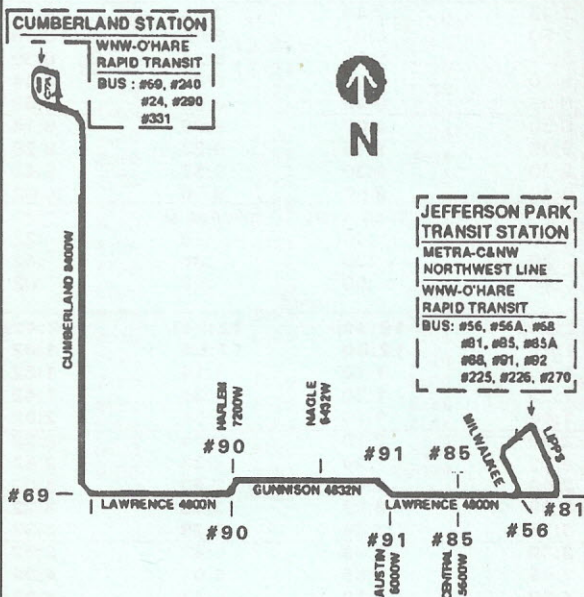 CUMBERLAND STATION
WNW-O'HARE
RAPID TRANSIT
BUS : #69, #240
#24, #290
#331
N
JEFFERSON PARK
TRANSIT STATION
METRA-C&NW
NORTHWEST LINE
WNW-O'HARE
RAPID TRANSIT
BUS: #56, #56A, #68
#81, #85, #85A
#88, #91, #92
#225, #226, #270
CUMBERLAND 8400W
HARLEM
7200W
NAGLE
6432W
MILWAUKEE
LIPPS
#90
#91
#85
#69
LAWRENCE 4800N
GUNNISON 4832N
LAWRENCE 4800N
#81
#90
#91
#85
#56
AUSTIN
6000W
CENTRAL
5600W